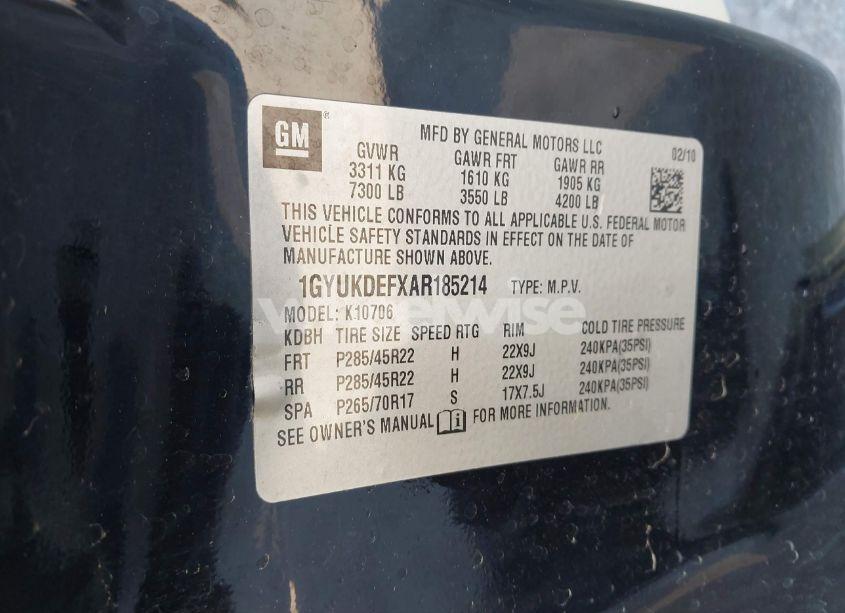 GM ®
MFD BY GENERAL MOTORS LLC
02/10
GVWR GAWR FRT GAWR RR
3311 KG 1610 KG 1905 KG
7300 LB 3550 LB 4200 LB
THIS VEHICLE CONFORMS TO ALL APPLICABLE U.S. FEDERAL MOTOR
VEHICLE SAFETY STANDARDS IN EFFECT ON THE DATE OF
MANUFACTURE SHOWN ABOVE.
1GYUKDEFXAR185214 TYPE: M.P.V.
MODEL: K10706
KDBH TIRE SIZE SPEED RTG RIM COLD TIRE PRESSURE
FRT P285/45R22 H 22X9J 240KPA(35PSI)
RR P285/45R22 H 22X9J 240KPA(35PSI)
SPA P265/70R17 S 17X7.5J 240KPA(35PSI)
SEE OWNER'S MANUAL FOR MORE INFORMATION.